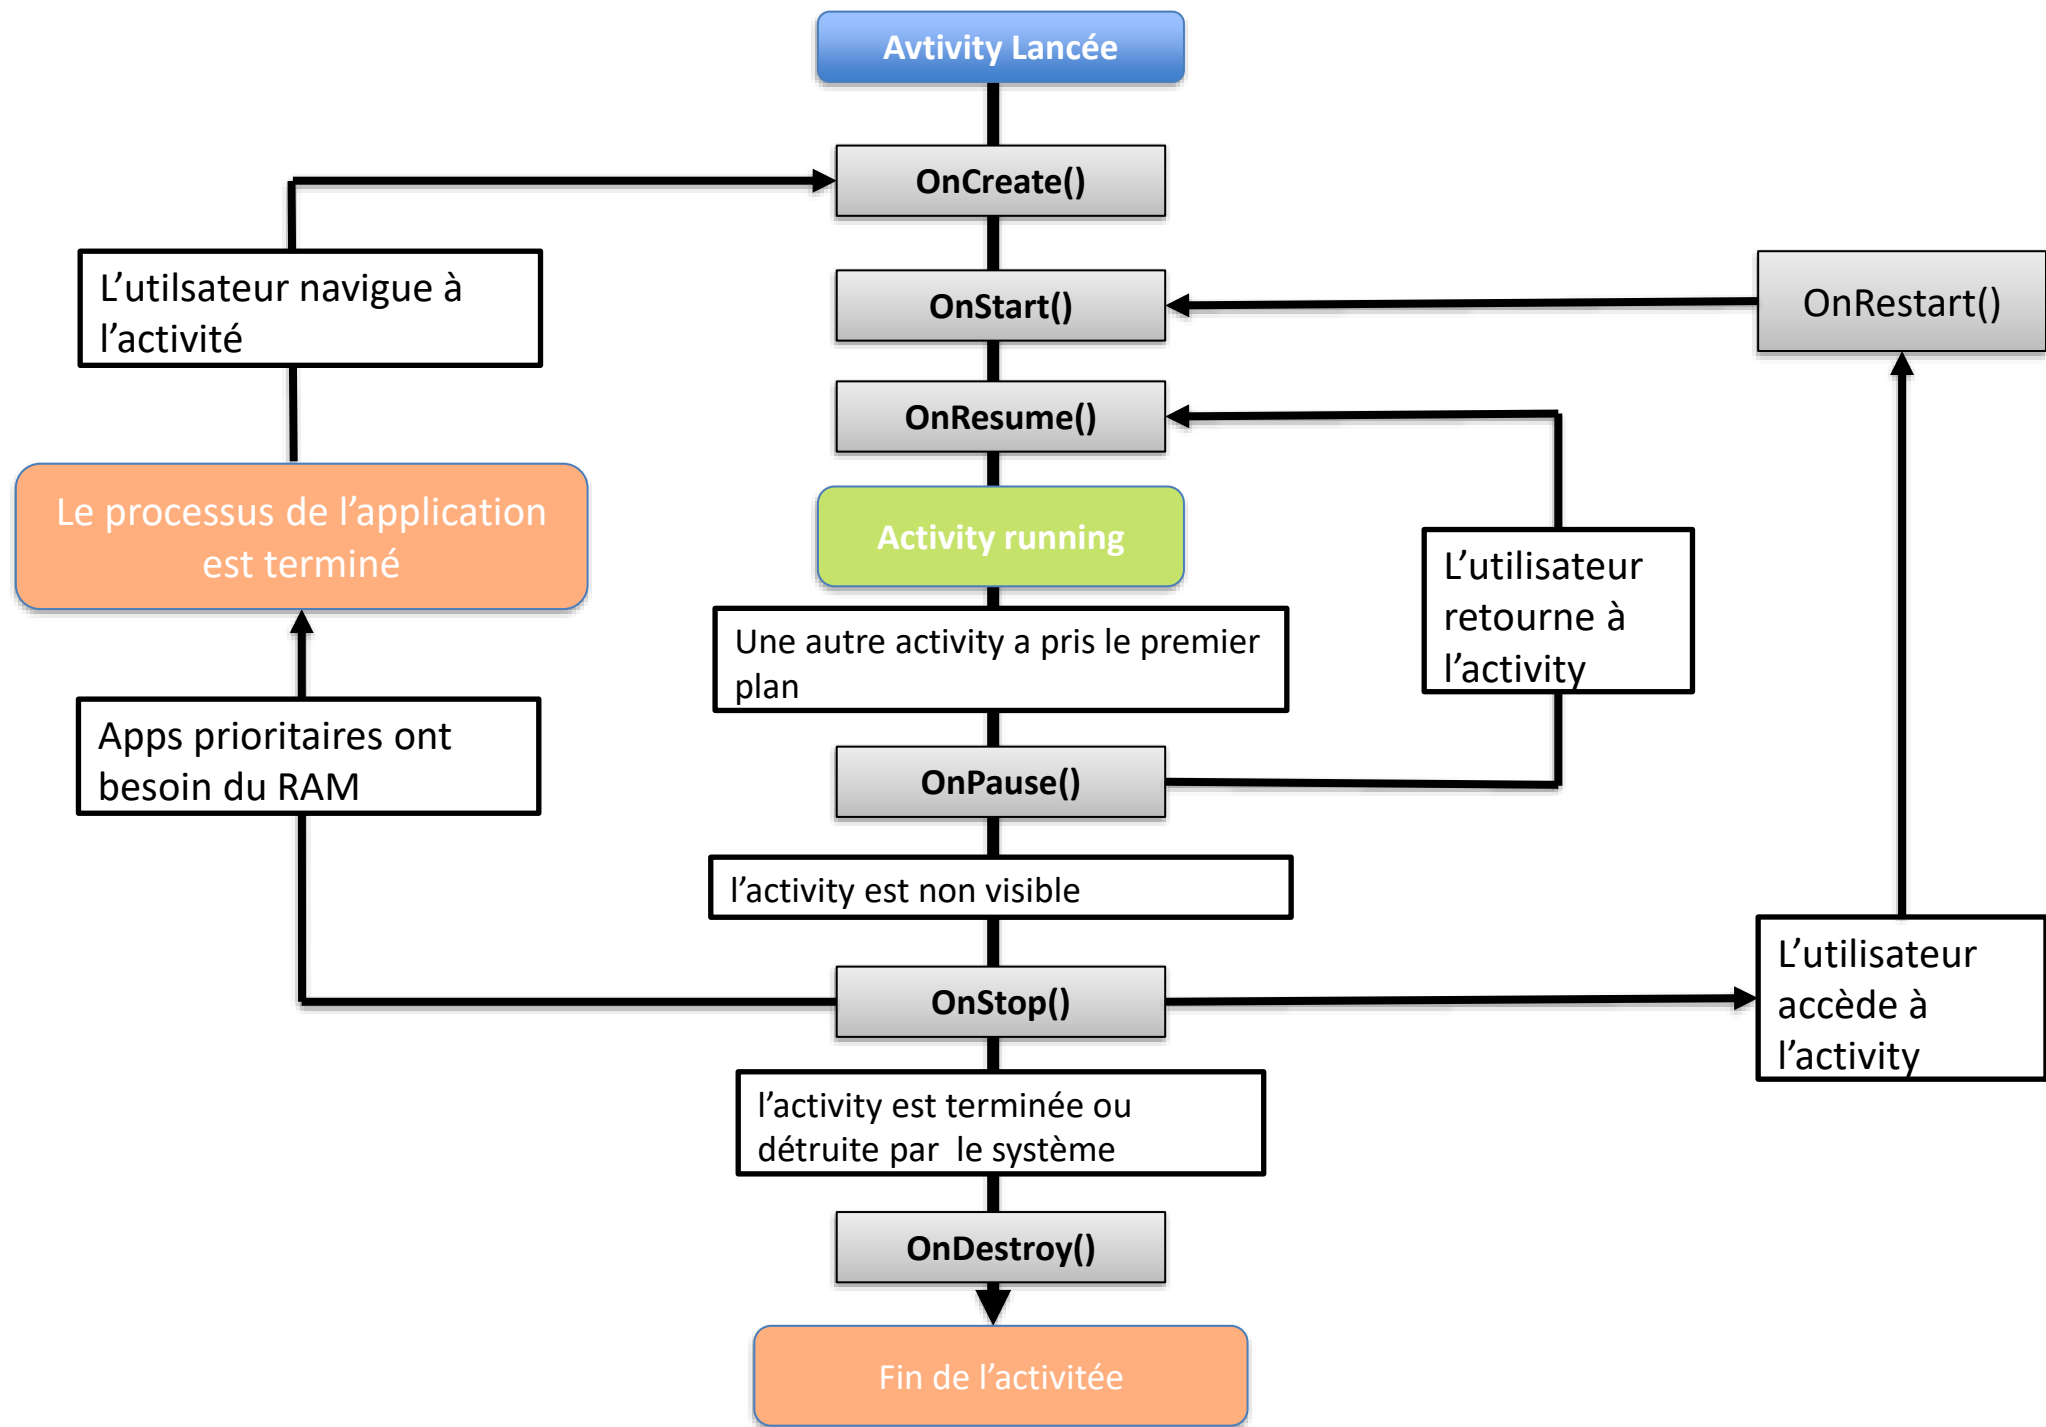 Avtivity Lancée
OnCreate()
L’utilsateur navigue à
l’activité
OnStart()
OnRestart()
OnResume()
Le processus de l’application
est terminé
Activity running
L’utilisateur
retourne à
l’activity
Une autre activity a pris le premier
plan
Apps prioritaires ont
besoin du RAM
OnPause()
l’activity est non visible
OnStop()
L’utilisateur
accède à
l’activity
l’activity est terminée ou
détruite par  le système
OnDestroy()
Fin de l’activitée